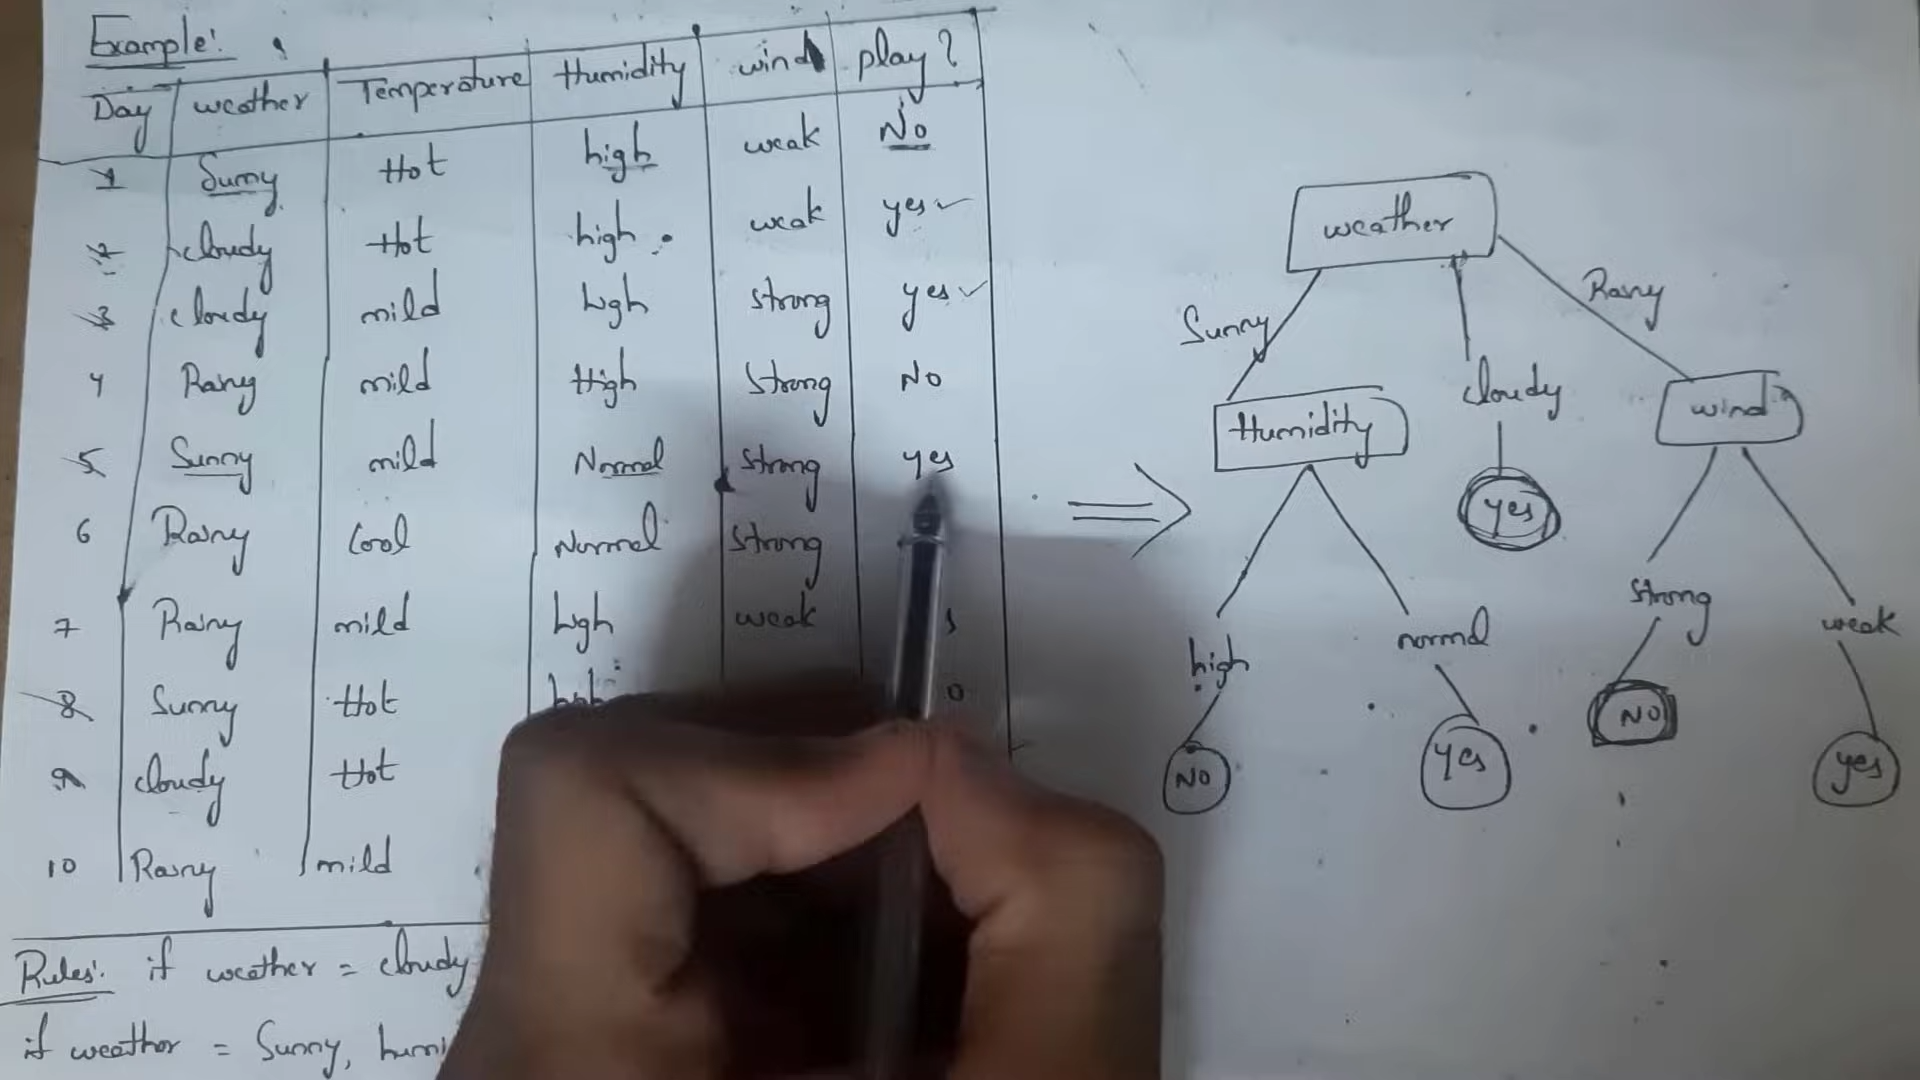 Example:
Day weather Temperature Humidity wind play?
1 Sunny Hot high weak No
2 cloudy Hot high weak yes
3 cloudy mild high strong yes
4 Rainy mild High Strong No
5 Sunny mild Normal Strong yes
6 Rainy Cool Normal Strong
7 Rainy mild high weak
8 Sunny Hot
9 cloudy Hot
10 Rainy mild
Rules: if weather = cloudy
if weather = Sunny,
weather
Sunny
cloudy
Rainy
Humidity
yes
wind
high
normal
strong
weak
No
yes
NO
yes